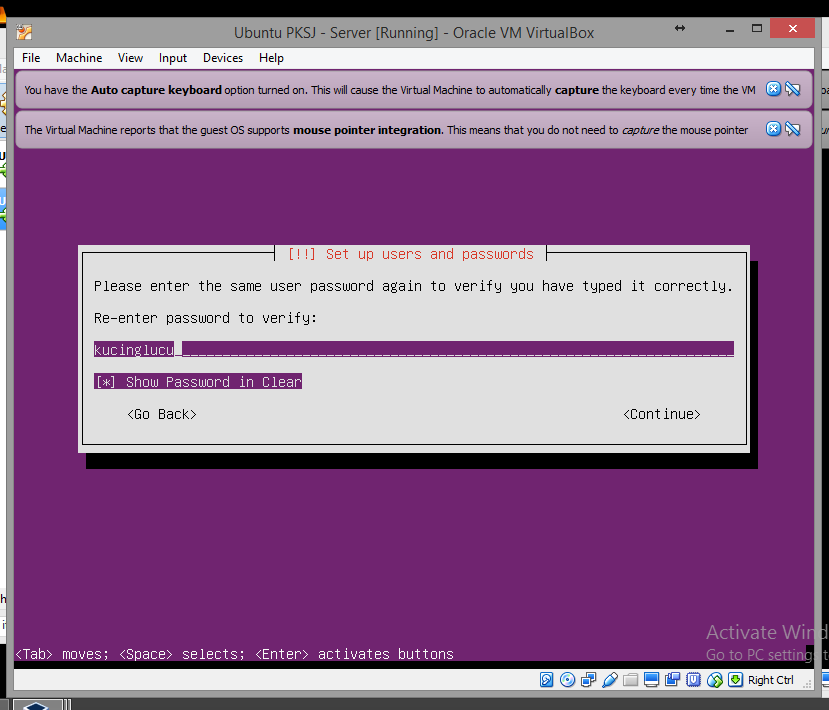 Ubuntu PKSJ - Server [Running] - Oracle VM VirtualBox
File Machine View Input Devices Help
You have the Auto capture keyboard option turned on. This will cause the Virtual Machine to automatically capture the keyboard every time the VM
The Virtual Machine reports that the guest OS supports mouse pointer integration. This means that you do not need to capture the mouse pointer
[!!] Set up users and passwords
Please enter the same user password again to verify you have typed it correctly.
Re-enter password to verify:
kucinglucu
[*] Show Password in Clear
<Go Back> <Continue>
Activate Wind
Go to PC settings t
<Tab> moves; <Space> selects; <Enter> activates buttons
Right Ctrl